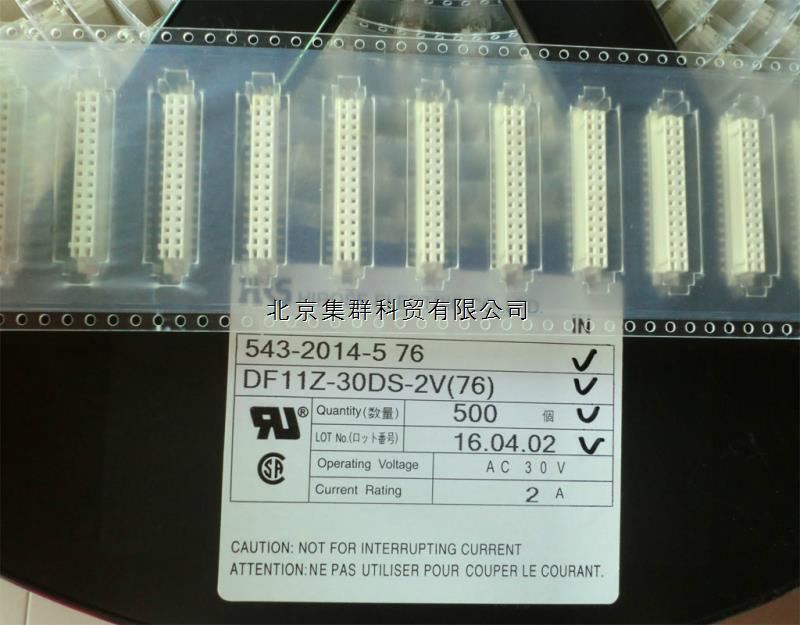 HRS
北京集群科贸有限公司
IN
543-2014-5 76
DF11Z-30DS-2V(76)
Quantity(数量) 500 個
LOT No.(ロット番号) 16.04.02
Operating Voltage AC 30V
Current Rating 2 A
CAUTION: NOT FOR INTERRUPTING CURRENT
ATTENTION:NE PAS UTILISER POUR COUPER LE COURANT.